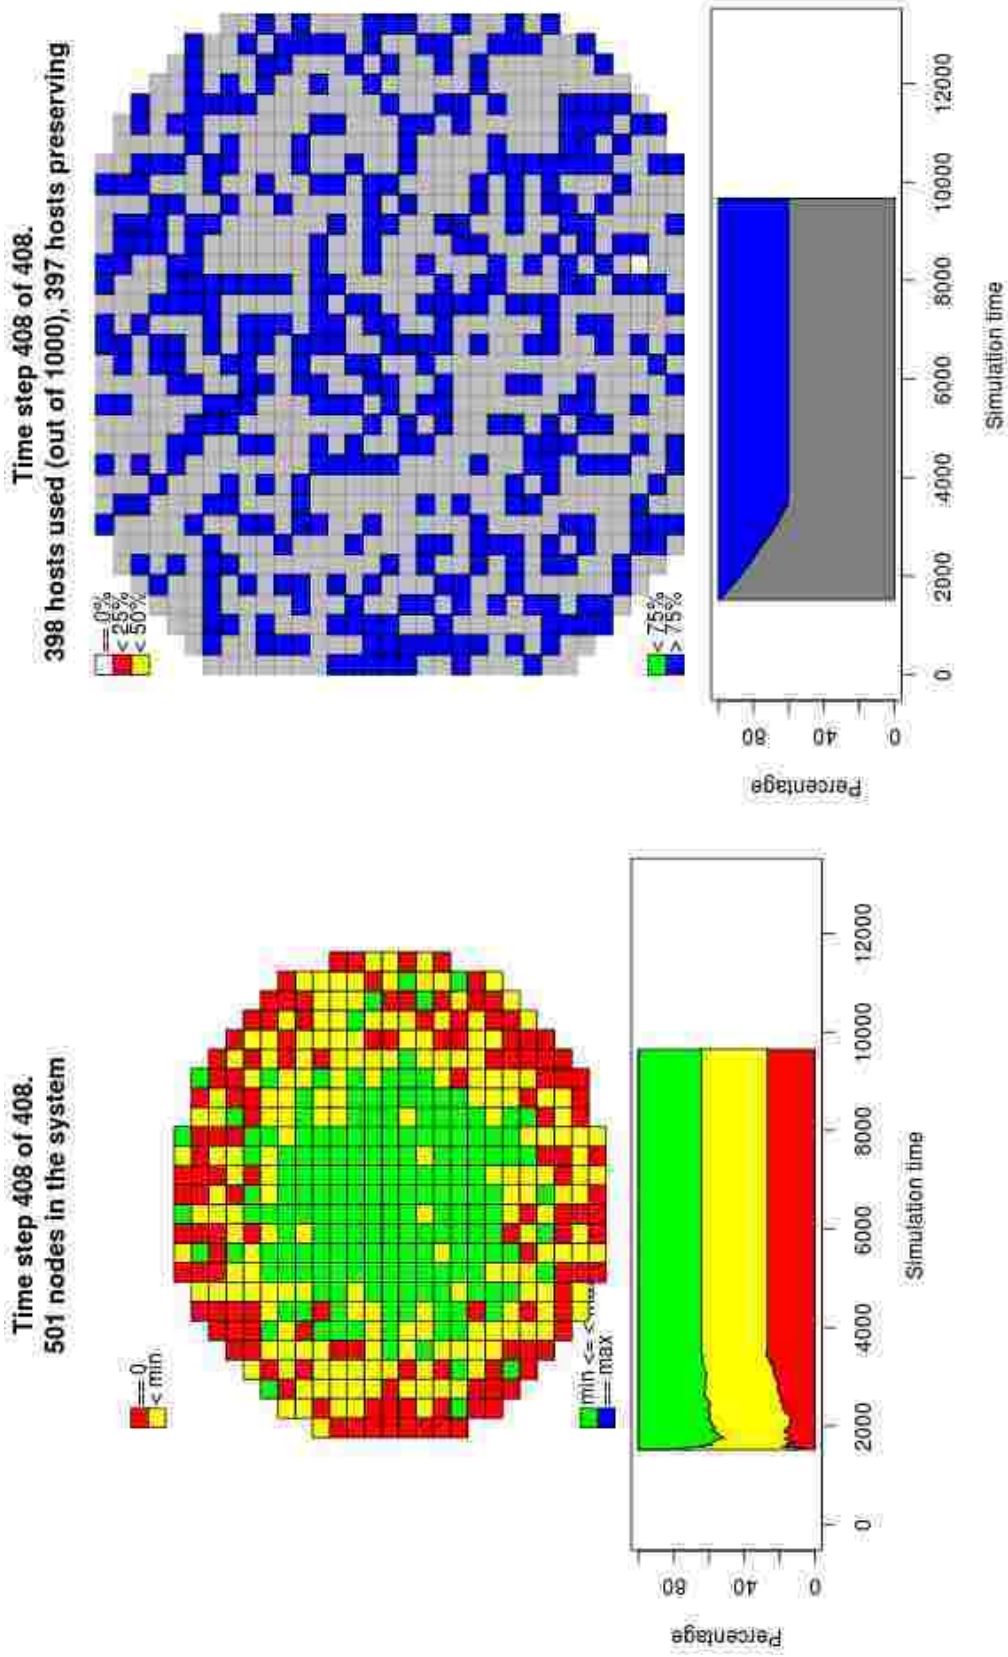 Time step 408 of 408.
501 nodes in the system
== 0
< min
min <= <
== max
Percentage
0
40
80
0
2000
4000
6000
8000
10000
12000
Simulation time
Time step 408 of 408.
398 hosts used (out of 1000), 397 hosts preserving
== 0%
< 25%
< 50%
< 75%
> 75%
Percentage
0
40
80
0
2000
4000
6000
8000
10000
12000
Simulation time